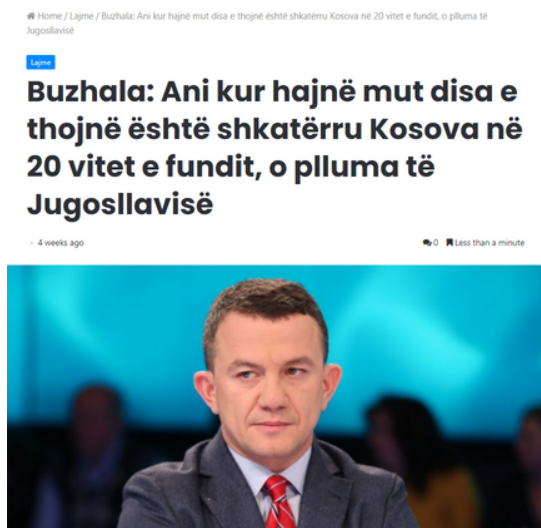 Home / Lajme / Buzhala: Ani kur hajnë mut disa e thojnë është shkatërru Kosova në 20 vitet e fundit, o plluma të
Jugosllavisë
Lajme
Buzhala: Ani kur hajnë mut disa e
thojnë është shkatërru Kosova në
20 vitet e fundit, o plluma të
Jugosllavisë
4 weeks ago 0 Less than a minute